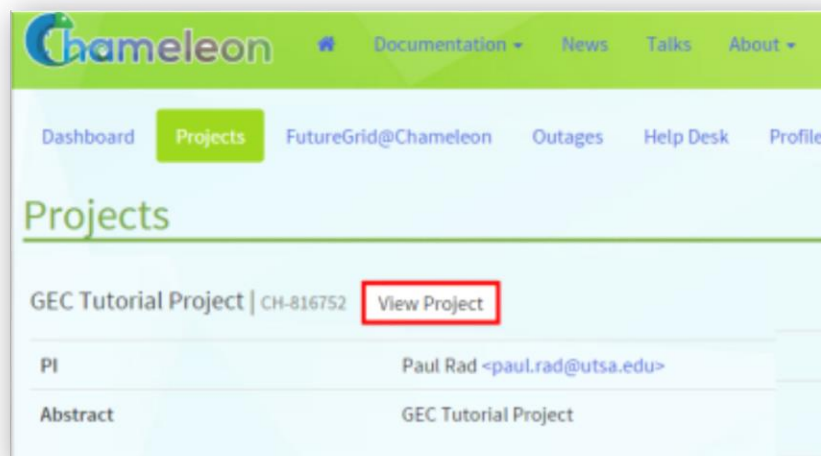 Chameleon Documentation News Talks About
Dashboard Projects FutureGrid@Chameleon Outages Help Desk Profile
Projects
GEC Tutorial Project | CH-816752 View Project
PI Paul Rad <paul.rad@utsa.edu>
Abstract GEC Tutorial Project